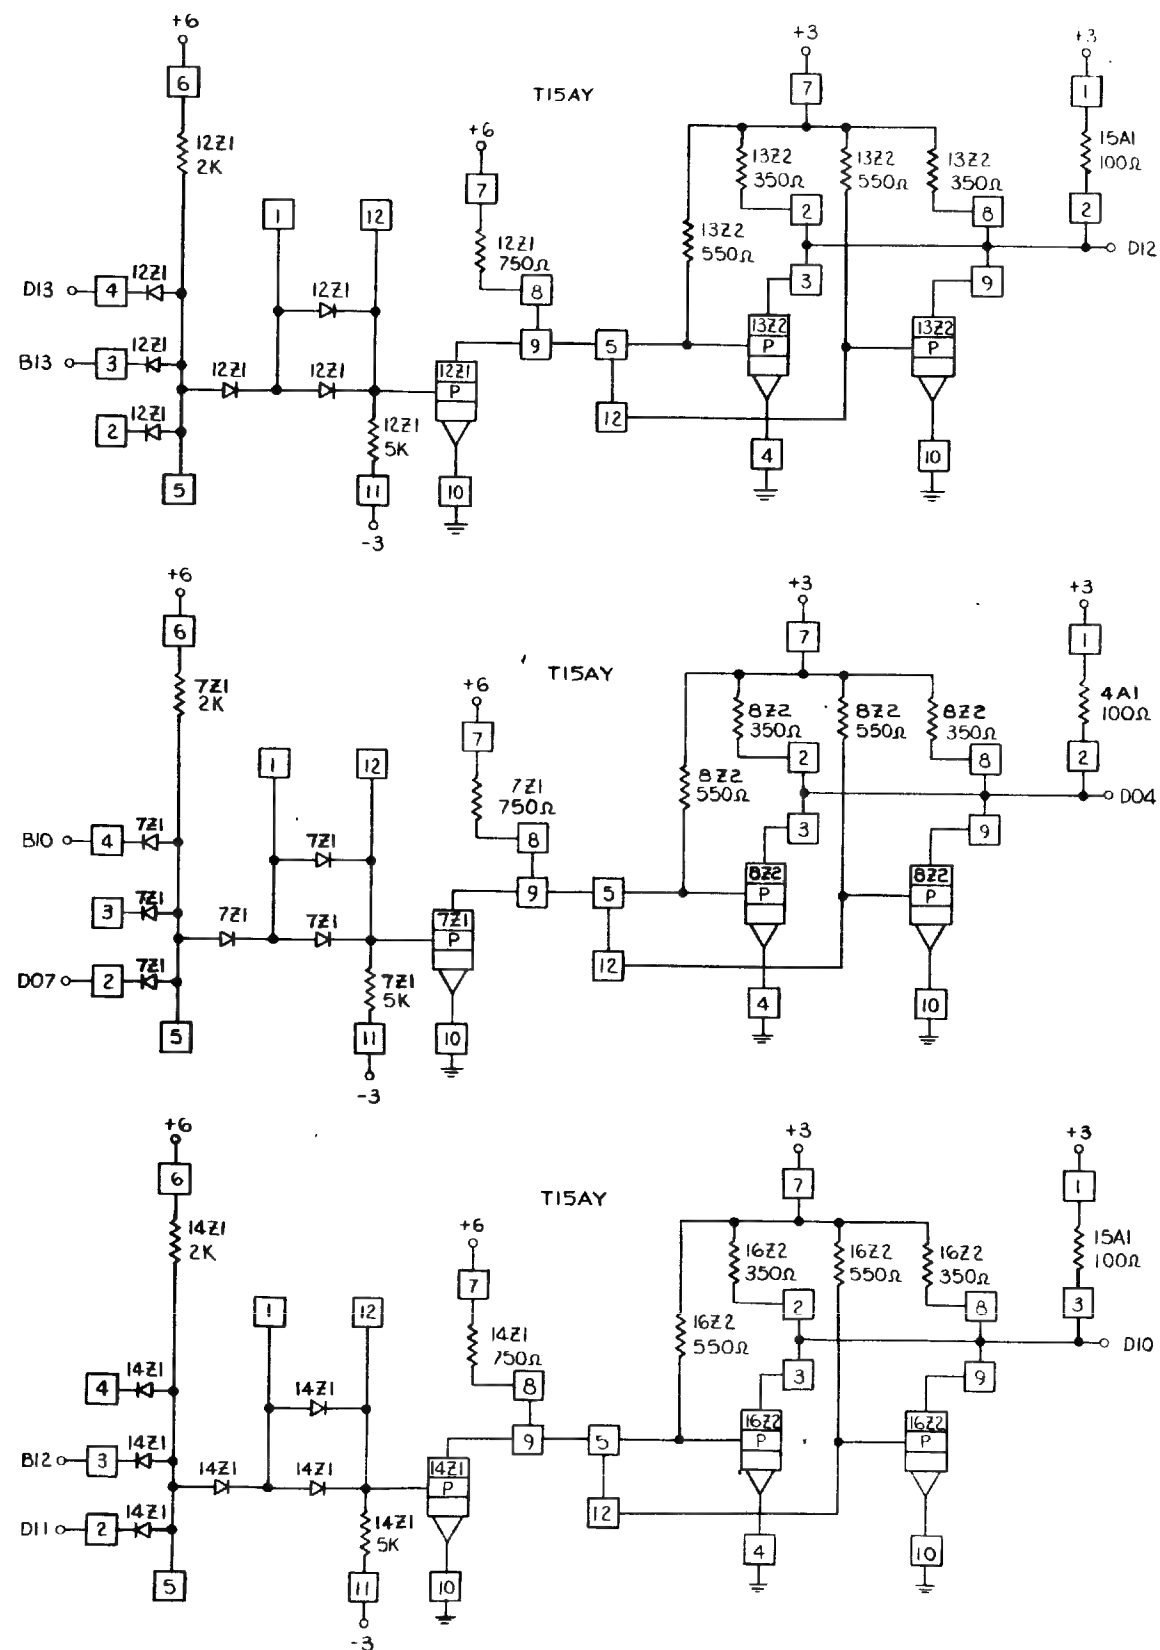 +6
+3
+3
6
T15AY
7
1
+6
12Z1
2K
13Z2
350Ω
13Z2
550Ω
13Z2
350Ω
15A1
100Ω
7
1
12
2
8
2
12Z1
750Ω
13Z2
550Ω
D12
D13
4
12Z1
12Z1
8
3
9
B13
3
12Z1
12Z1
12Z1
9
5
13Z2
P
13Z2
P
12Z1
P
2
12Z1
12Z1
5K
12
5
11
10
4
10
-3
+6
+3
+3
6
T15AY
7
1
+6
7Z1
2K
8Z2
350Ω
8Z2
550Ω
8Z2
350Ω
4A1
100Ω
7
1
12
2
8
2
7Z1
750Ω
8Z2
550Ω
D04
B10
4
7Z1
7Z1
8
3
9
3
7Z1
7Z1
7Z1
9
5
8Z2
P
8Z2
P
7Z1
P
D07
2
7Z1
7Z1
5K
12
5
11
10
4
10
-3
+6
+3
+3
6
T15AY
7
1
+6
14Z1
2K
16Z2
350Ω
16Z2
550Ω
16Z2
350Ω
15A1
100Ω
7
1
12
2
8
3
14Z1
750Ω
16Z2
550Ω
D10
4
14Z1
14Z1
8
3
9
B12
3
14Z1
14Z1
14Z1
9
5
16Z2
P
16Z2
P
14Z1
P
D11
2
14Z1
14Z1
5K
12
5
11
10
4
10
-3